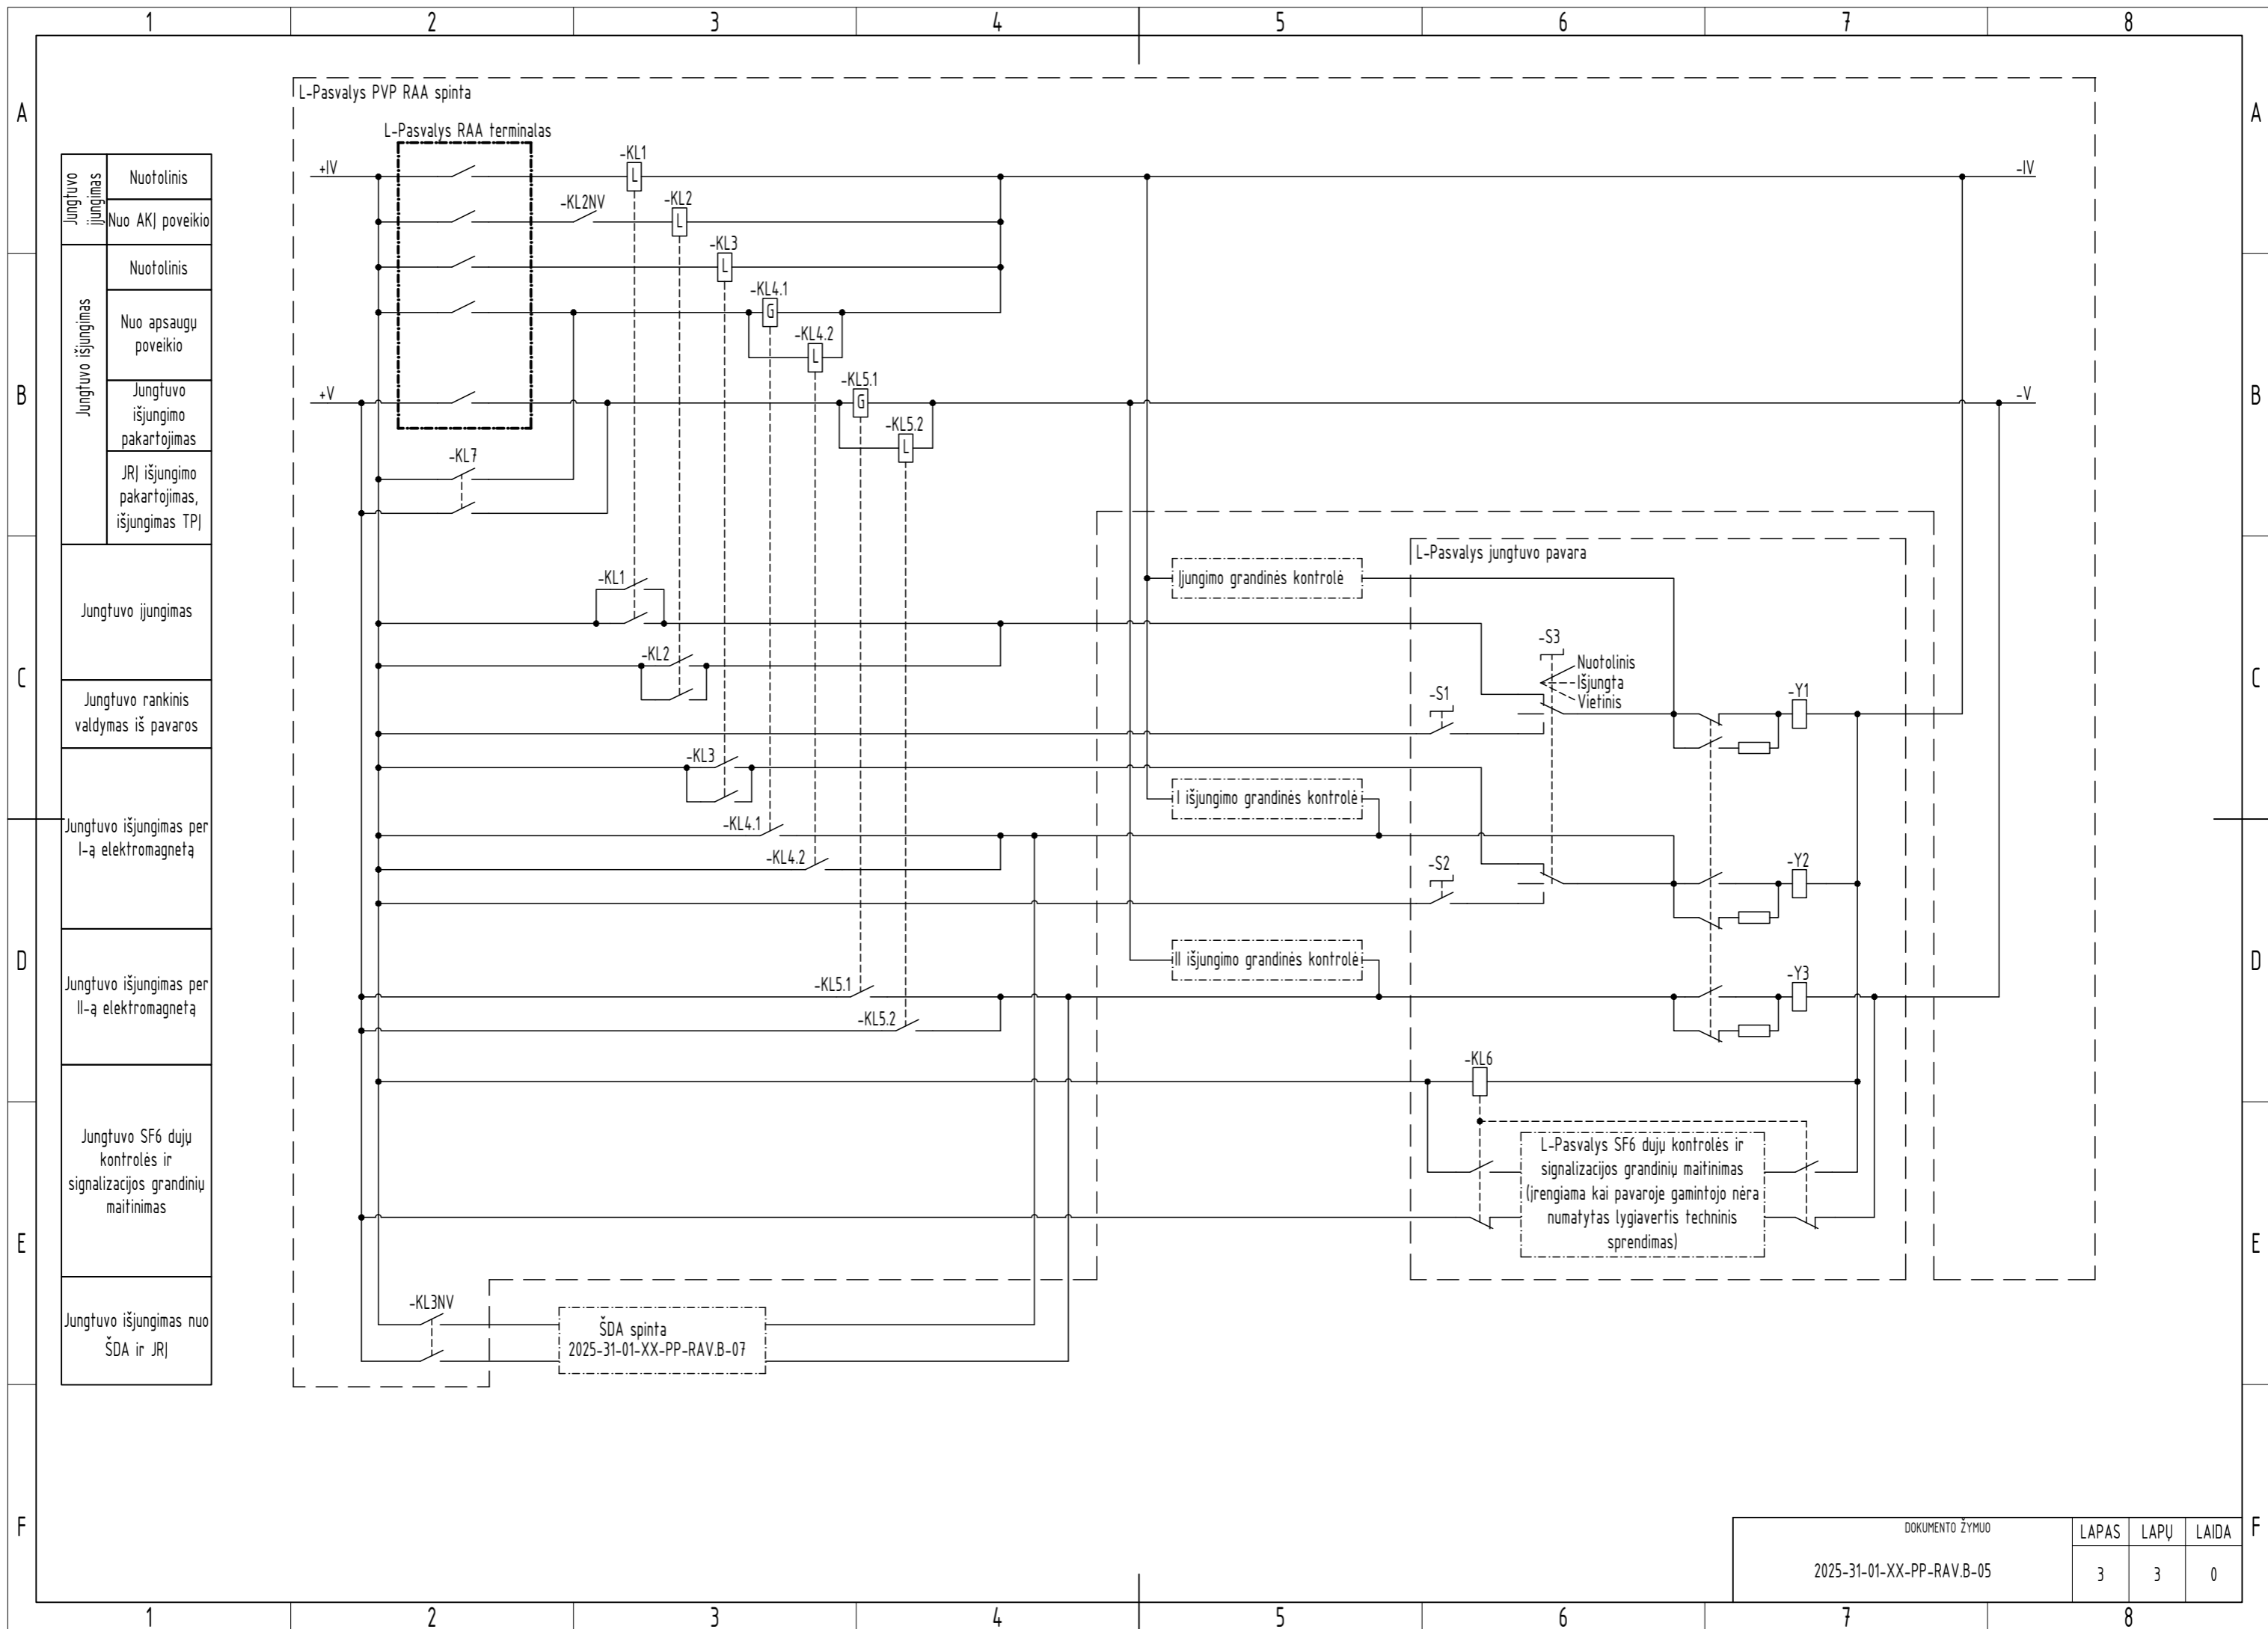 1 2 3 4 5 6 7 8
A A
B B
C C
D D
E E
F F
L-Pasvalys PVP RAA spinta
L-Pasvalys RAA terminalas
+IV
-KL1
L
-IV
-KL2NV
-KL2
L
-KL3
L
-KL4.1
G
-KL4.2
L
+V
-KL5.1
G
-V
-KL5.2
L
-KL7
Jungtuvo
įjungimas
Nuotolinis
Nuo AKĮ poveikio
Jungtuvo išjungimas
Nuotolinis
Nuo apsaugų
poveikio
Jungtuvo
išjungimo
pakartojimas
JRĮ išjungimo
pakartojimas,
išjungimas TPĮ
Jungtuvo įjungimas
Jungtuvo rankinis
valdymas iš pavaros
Jungtuvo išjungimas per
I-ą elektromagnetą
Jungtuvo išjungimas per
II-ą elektromagnetą
Jungtuvo SF6 dujų
kontrolės ir
signalizacijos grandinių
maitinimas
Jungtuvo išjungimas nuo
ŠDA ir JRĮ
L-Pasvalys jungtuvo pavara
-KL1
Įjungimo grandinės kontrolė
-KL2
-S3
Nuotolinis
Išjungta
Vietinis
-S1
-Y1
-KL3
I išjungimo grandinės kontrolė
-KL4.1
-KL4.2
-S2
-Y2
II išjungimo grandinės kontrolė
-KL5.1
-Y3
-KL5.2
-KL6
L-Pasvalys SF6 dujų kontrolės ir
signalizacijos grandinių maitinimas
(įrengiama kai pavaroje gamintojo nėra
numatytas lygiavertis techninis
sprendimas)
-KL3NV
ŠDA spinta
2025-31-01-XX-PP-RAV.B-07
DOKUMENTO ŽYMUO
LAPAS LAPŲ LAIDA
2025-31-01-XX-PP-RAV.B-05
3 3 0
1 2 3 4 5 6 7 8